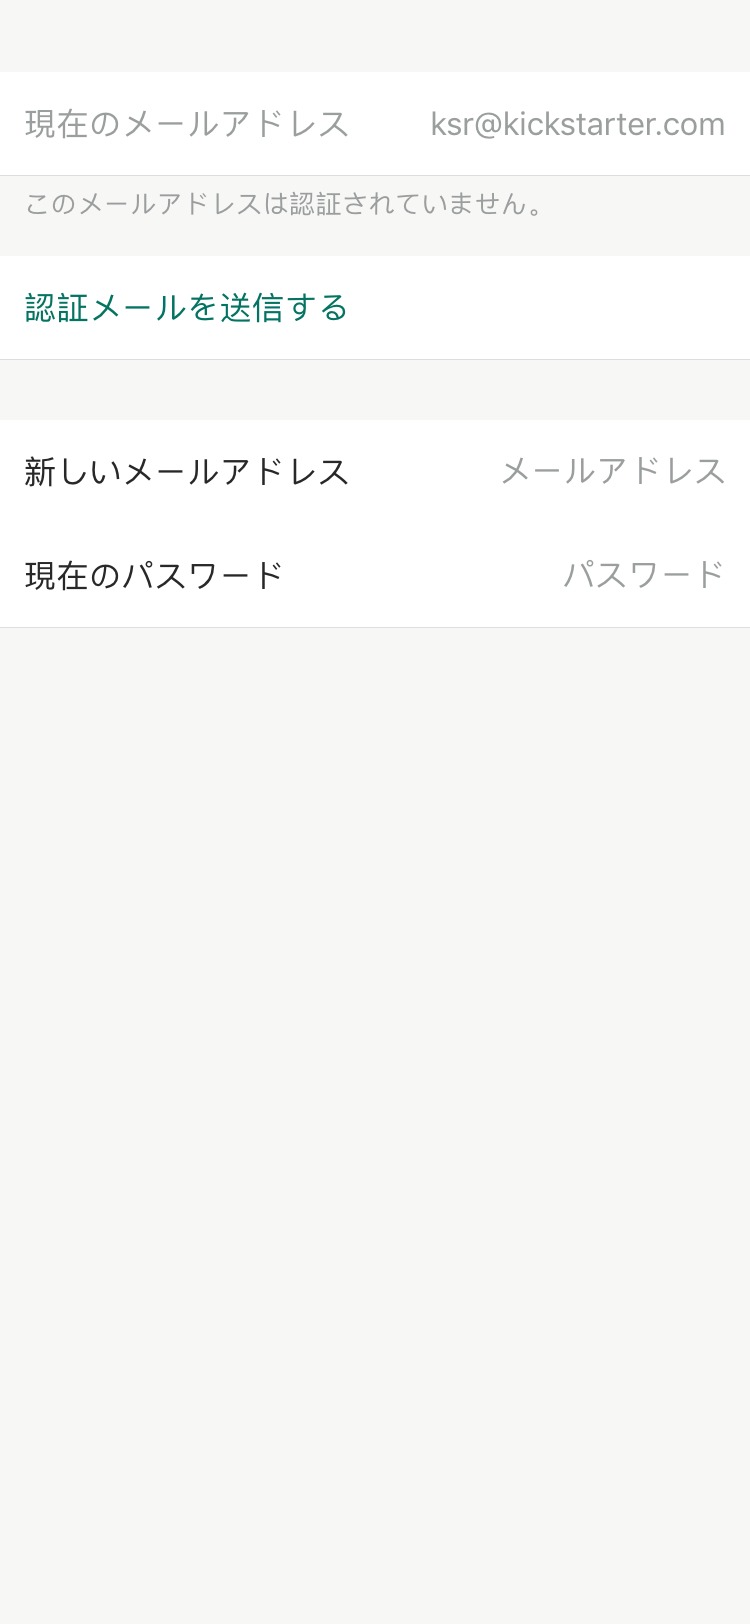 現在のメールアドレス ksr@kickstarter.com
このメールアドレスは認証されていません。
認証メールを送信する
新しいメールアドレス メールアドレス
現在のパスワード パスワード